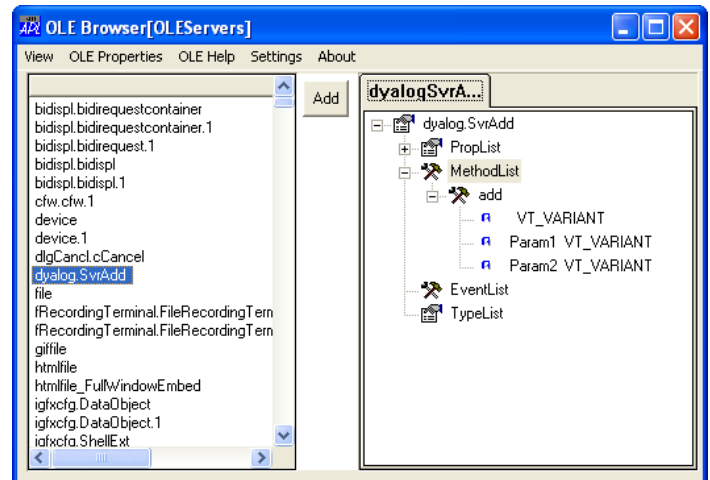 OLE Browser[OLEServers]
View OLE Properties OLE Help Settings About
bidispl.bidirequestcontainer
bidispl.bidirequestcontainer.1
bidispl.bidirequest.1
bidispl.bidispl
bidispl.bidispl.1
cfw.cfw.1
device
device.1
dlgCancl.cCancel
dyalog.SvrAdd
file
fRecordingTerminal.FileRecordingTern
fRecordingTerminal.FileRecordingTern
giffile
htmlfile
htmlfile_FullWindowEmbed
igfxcfg.DataObject
igfxcfg.DataObject.1
igfxcfg.ShellExt
Add
dyalogSvrA...
dyalog.SvrAdd
PropList
MethodList
add
VT_VARIANT
Param1 VT_VARIANT
Param2 VT_VARIANT
EventList
TypeList